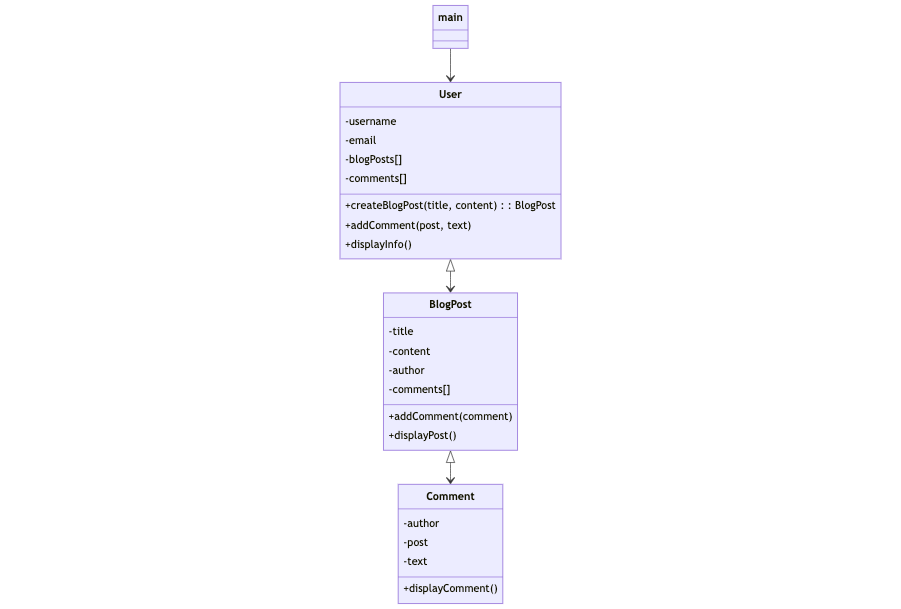 main
User
-username
-email
-blogPosts[]
-comments[]
+createBlogPost(title, content) : : BlogPost
+addComment(post, text)
+displayInfo()
BlogPost
-title
-content
-author
-comments[]
+addComment(comment)
+displayPost()
Comment
-author
-post
-text
+displayComment()